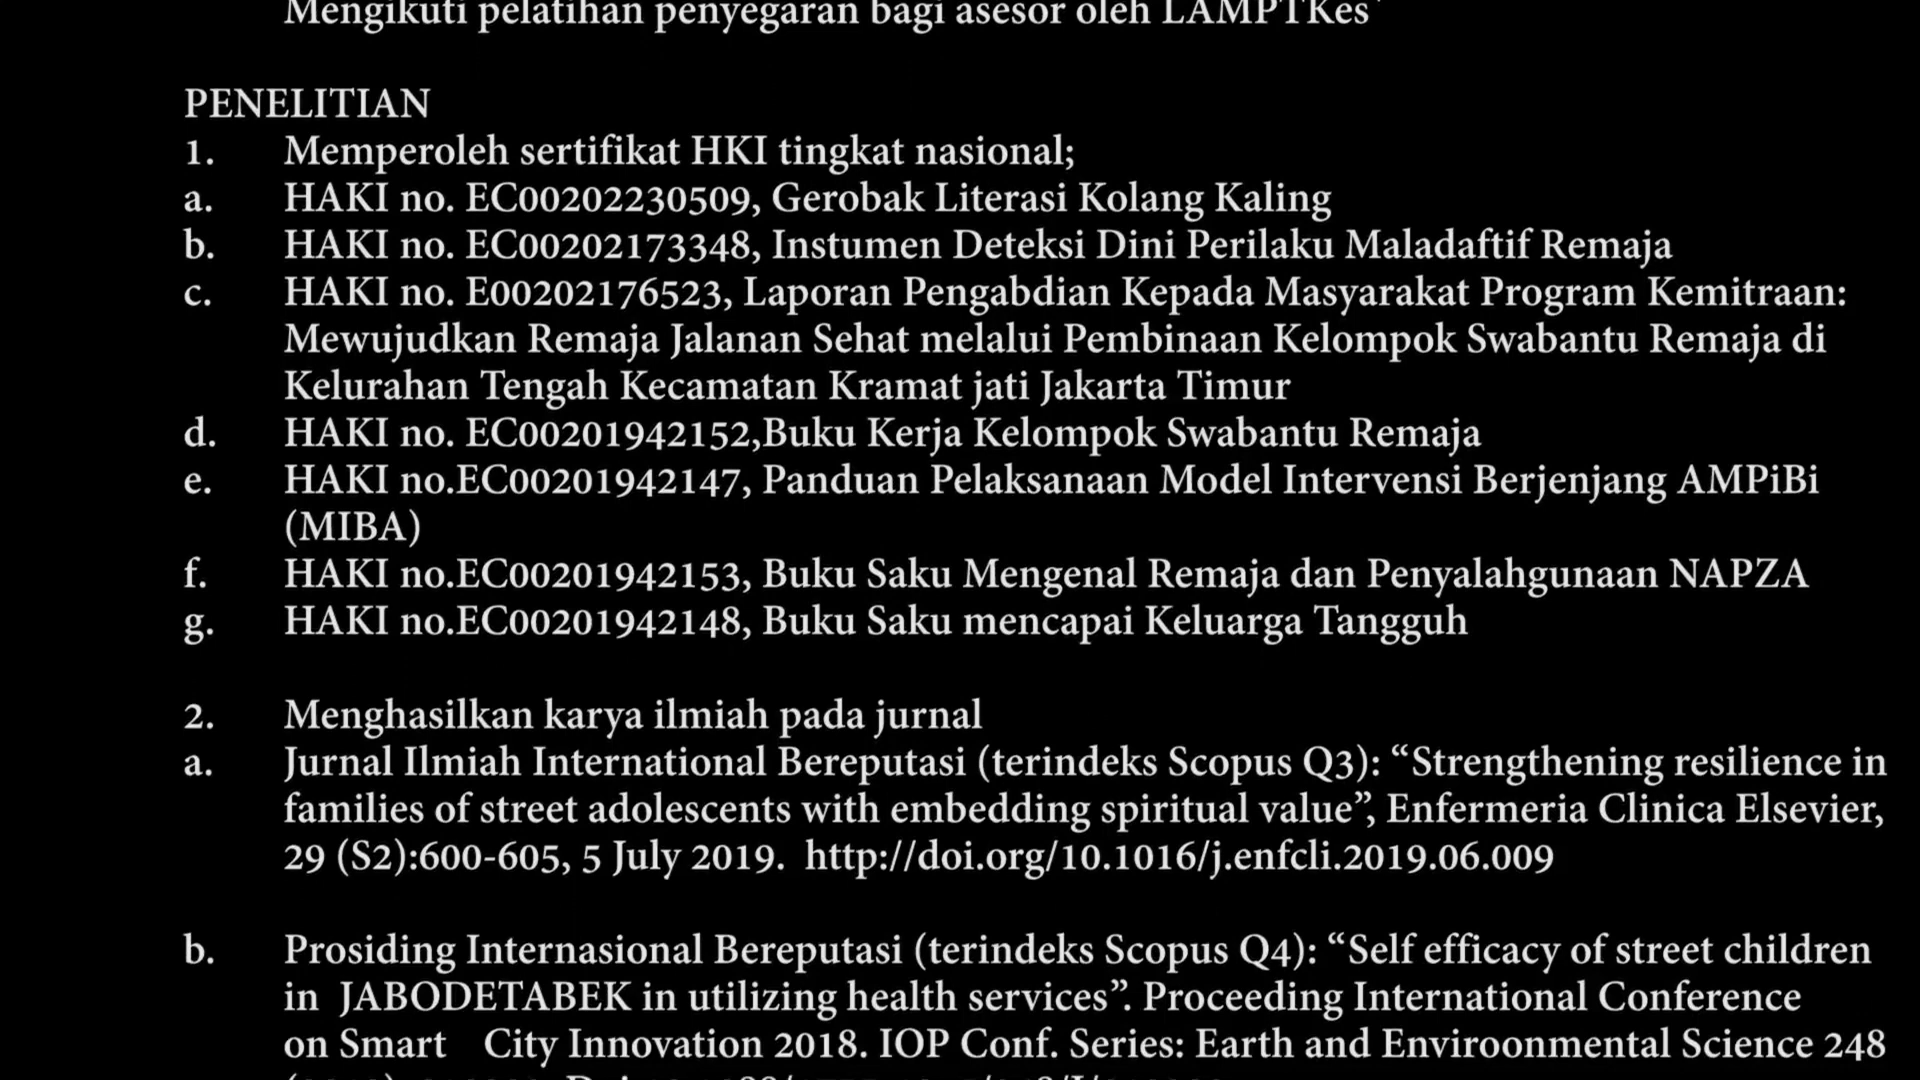 Mengikuti pelatihan penyegaran bagi asesor oleh LAMPTKes
PENELITIAN
1. Memperoleh sertifikat HKI tingkat nasional;
a. HAKI no. EC00202230509, Gerobak Literasi Kolang Kaling
b. HAKI no. EC00202173348, Instumen Deteksi Dini Perilaku Maladaftif Remaja
c. HAKI no. E00202176523, Laporan Pengabdian Kepada Masyarakat Program Kemitraan:
Mewujudkan Remaja Jalanan Sehat melalui Pembinaan Kelompok Swabantu Remaja di
Kelurahan Tengah Kecamatan Kramat jati Jakarta Timur
d. HAKI no. EC00201942152,Buku Kerja Kelompok Swabantu Remaja
e. HAKI no.EC00201942147, Panduan Pelaksanaan Model Intervensi Berjenjang AMPiBi
(MIBA)
f. HAKI no.EC00201942153, Buku Saku Mengenal Remaja dan Penyalahgunaan NAPZA
g. HAKI no.EC00201942148, Buku Saku mencapai Keluarga Tangguh
2. Menghasilkan karya ilmiah pada jurnal
a. Jurnal Ilmiah International Bereputasi (terindeks Scopus Q3): “Strengthening resilience in
families of street adolescents with embedding spiritual value”, Enfermeria Clinica Elsevier,
29 (S2):600-605, 5 July 2019. http://doi.org/10.1016/j.enfcli.2019.06.009
b. Prosiding Internasional Bereputasi (terindeks Scopus Q4): “Self efficacy of street children
in JABODETABEK in utilizing health services”. Proceeding International Conference
on Smart City Innovation 2018. IOP Conf. Series: Earth and Enviroonmental Science 248